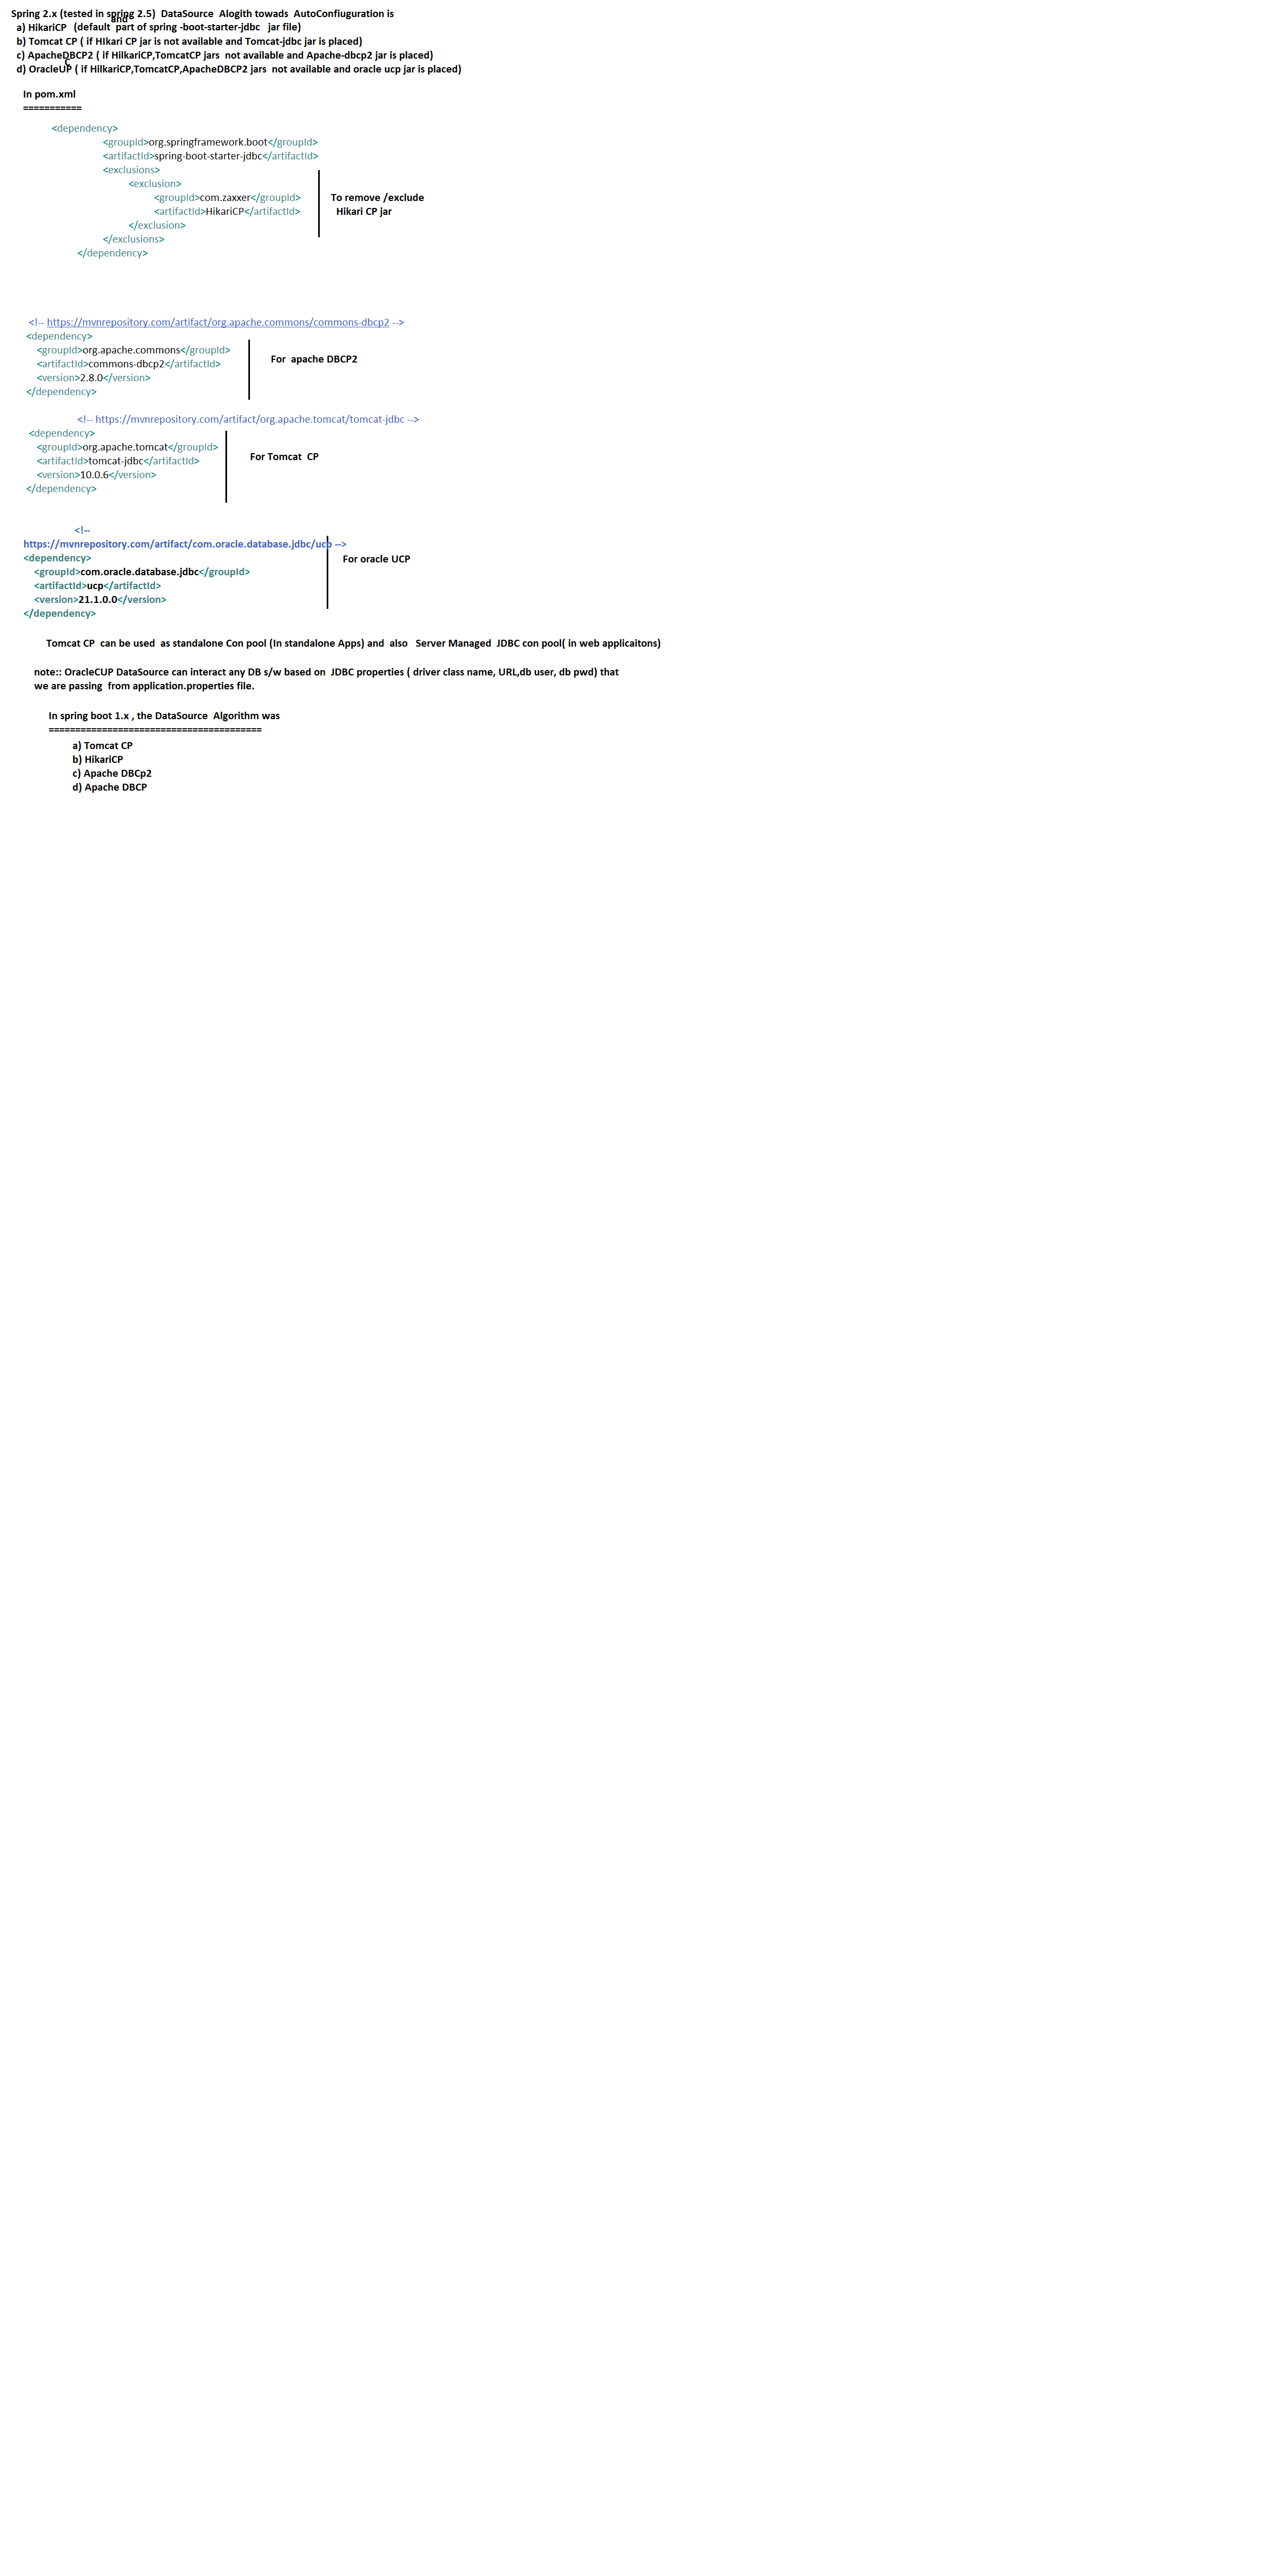 Spring 2.x (tested in spring 2.5)  DataSource  Alogith towads  AutoConfiuguration is
and
a) HikariCP   (default  part of spring -boot-starter-jdbc   jar file)
b) Tomcat CP ( if HIkari CP jar is not available and Tomcat-jdbc jar is placed)
c) ApacheDBCP2 ( if HilkariCP,TomcatCP jars  not available and Apache-dbcp2 jar is placed)
C
d) OracleUP ( if HilkariCP,TomcatCP,ApacheDBCP2 jars  not available and oracle ucp jar is placed)
In pom.xml
===========
<dependency>
<groupId>org.springframework.boot</groupId>
<artifactId>spring-boot-starter-jdbc</artifactId>
<exclusions>
<exclusion>
<groupId>com.zaxxer</groupId>
To remove /exclude
<artifactId>HikariCP</artifactId>
Hikari CP jar
</exclusion>
</exclusions>
</dependency>
<!-- https://mvnrepository.com/artifact/org.apache.commons/commons-dbcp2 -->
<dependency>
<groupId>org.apache.commons</groupId>
For  apache DBCP2
<artifactId>commons-dbcp2</artifactId>
<version>2.8.0</version>
</dependency>
<!-- https://mvnrepository.com/artifact/org.apache.tomcat/tomcat-jdbc -->
<dependency>
<groupId>org.apache.tomcat</groupId>
For Tomcat  CP
<artifactId>tomcat-jdbc</artifactId>
<version>10.0.6</version>
</dependency>
<!--
https://mvnrepository.com/artifact/com.oracle.database.jdbc/ucp -->
<dependency>
For oracle UCP
<groupId>com.oracle.database.jdbc</groupId>
<artifactId>ucp</artifactId>
<version>21.1.0.0</version>
</dependency>
Tomcat CP  can be used  as standalone Con pool (In standalone Apps) and  also   Server Managed  JDBC con pool( in web applicaitons)
note:: OracleCUP DataSource can interact any DB s/w based on  JDBC properties ( driver class name, URL,db user, db pwd) that
we are passing  from application.properties file.
In spring boot 1.x , the DataSource  Algorithm was
========================================
a) Tomcat CP
b) HikariCP
c) Apache DBCp2
d) Apache DBCP